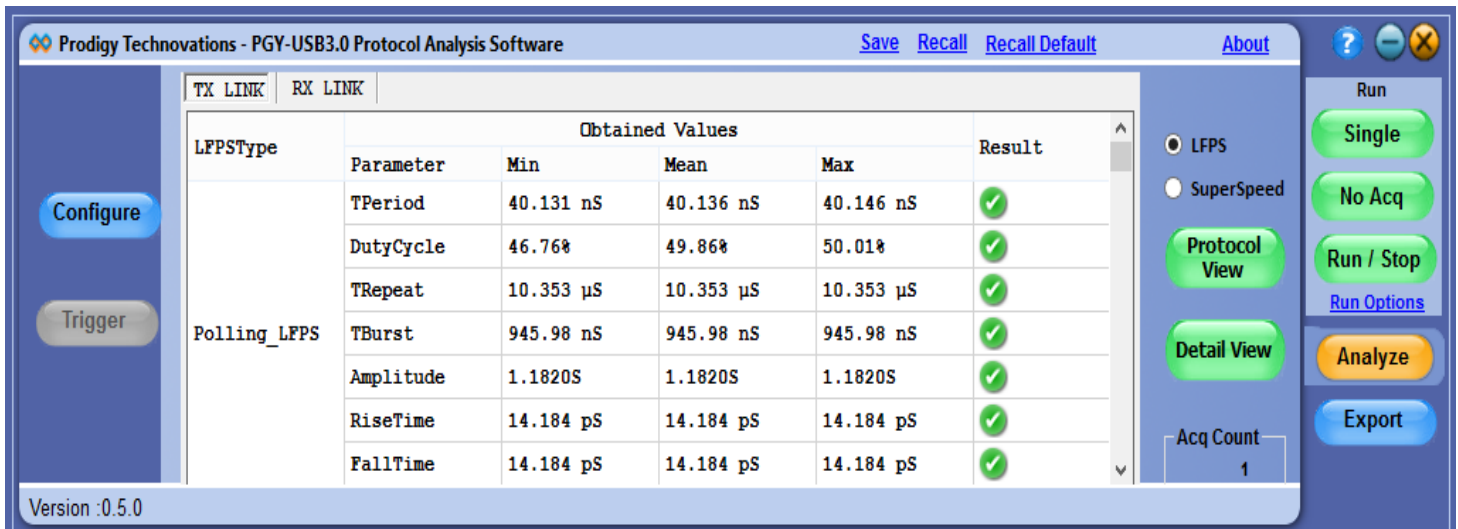 Prodigy Technovations - PGY-USB3.0 Protocol Analysis Software Save Recall Recall Default About ?
TX LINK RX LINK
LFPSType Obtained Values Result
Parameter Min Mean Max
Polling_LFPS
TPeriod 40.131 nS 40.136 nS 40.146 nS
DutyCycle 46.76% 49.86% 50.01%
TRepeat 10.353 µS 10.353 µS 10.353 µS
TBurst 945.98 nS 945.98 nS 945.98 nS
Amplitude 1.1820S 1.1820S 1.1820S
RiseTime 14.184 pS 14.184 pS 14.184 pS
FallTime 14.184 pS 14.184 pS 14.184 pS
Configure
Trigger
LFPS
SuperSpeed
Protocol
View
Detail View
Acq Count
1
Run
Single
No Acq
Run / Stop
Run Options
Analyze
Export
Version :0.5.0